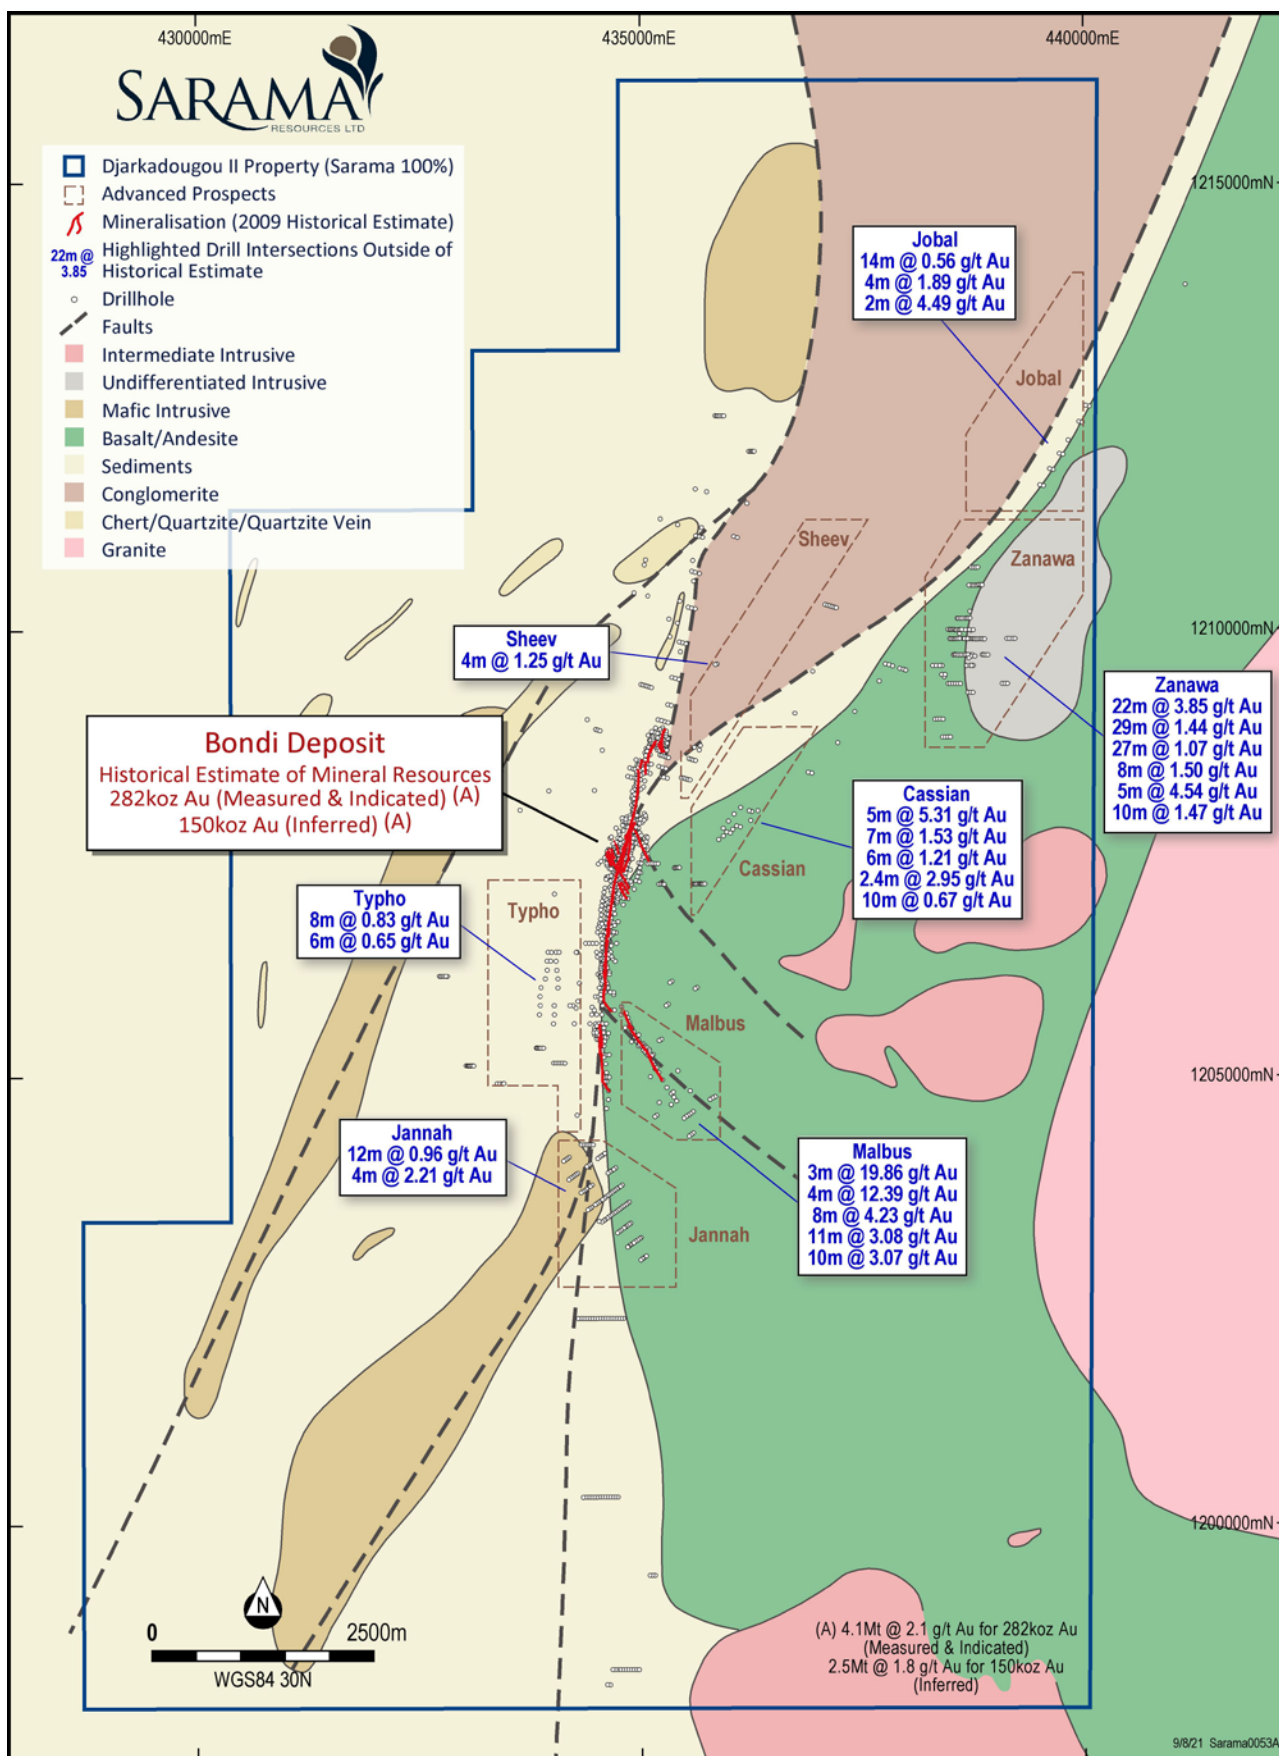 430000mE
435000mE
440000mE
SARAMA
RESOURCES LTD
Djarkadougou II Property (Sarama 100%)
Advanced Prospects
Mineralisation (2009 Historical Estimate)
22m @
3.85
Highlighted Drill Intersections Outside of
Historical Estimate
Drillhole
Faults
Intermediate Intrusive
Undifferentiated Intrusive
Mafic Intrusive
Basalt/Andesite
Sediments
Conglomerite
Chert/Quartzite/Quartzite Vein
Granite
1215000mN
Jobal
14m @ 0.56 g/t Au
4m @ 1.89 g/t Au
2m @ 4.49 g/t Au
Jobal
Sheev
Zanawa
1210000mN
Sheev
4m @ 1.25 g/t Au
Zanawa
22m @ 3.85 g/t Au
29m @ 1.44 g/t Au
27m @ 1.07 g/t Au
8m @ 1.50 g/t Au
5m @ 4.54 g/t Au
10m @ 1.47 g/t Au
Bondi Deposit
Historical Estimate of Mineral Resources
282koz Au (Measured & Indicated) (A)
150koz Au (Inferred) (A)
Cassian
5m @ 5.31 g/t Au
7m @ 1.53 g/t Au
6m @ 1.21 g/t Au
2.4m @ 2.95 g/t Au
10m @ 0.67 g/t Au
Cassian
Typho
8m @ 0.83 g/t Au
6m @ 0.65 g/t Au
Typho
Malbus
1205000mN
Jannah
12m @ 0.96 g/t Au
4m @ 2.21 g/t Au
Malbus
3m @ 19.86 g/t Au
4m @ 12.39 g/t Au
8m @ 4.23 g/t Au
11m @ 3.08 g/t Au
10m @ 3.07 g/t Au
Jannah
1200000mN
N
0
2500m
WGS84 30N
(A) 4.1Mt @ 2.1 g/t Au for 282koz Au
(Measured & Indicated)
2.5Mt @ 1.8 g/t Au for 150koz Au
(Inferred)
9/8/21 Sarama0053A